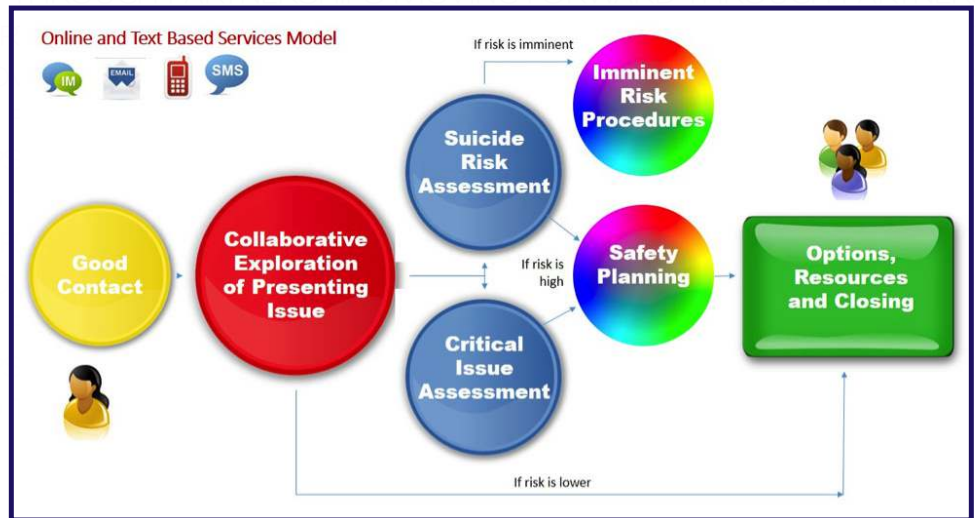 Online and Text Based Services Model
IM
EMAIL
SMS
If risk is imminent
Imminent
Risk
Procedures
Suicide
Risk
Assessment
Good
Contact
Collaborative
Exploration
of Presenting
Issue
If risk is
high
Safety
Planning
Options,
Resources
and Closing
Critical
Issue
Assessment
If risk is lower